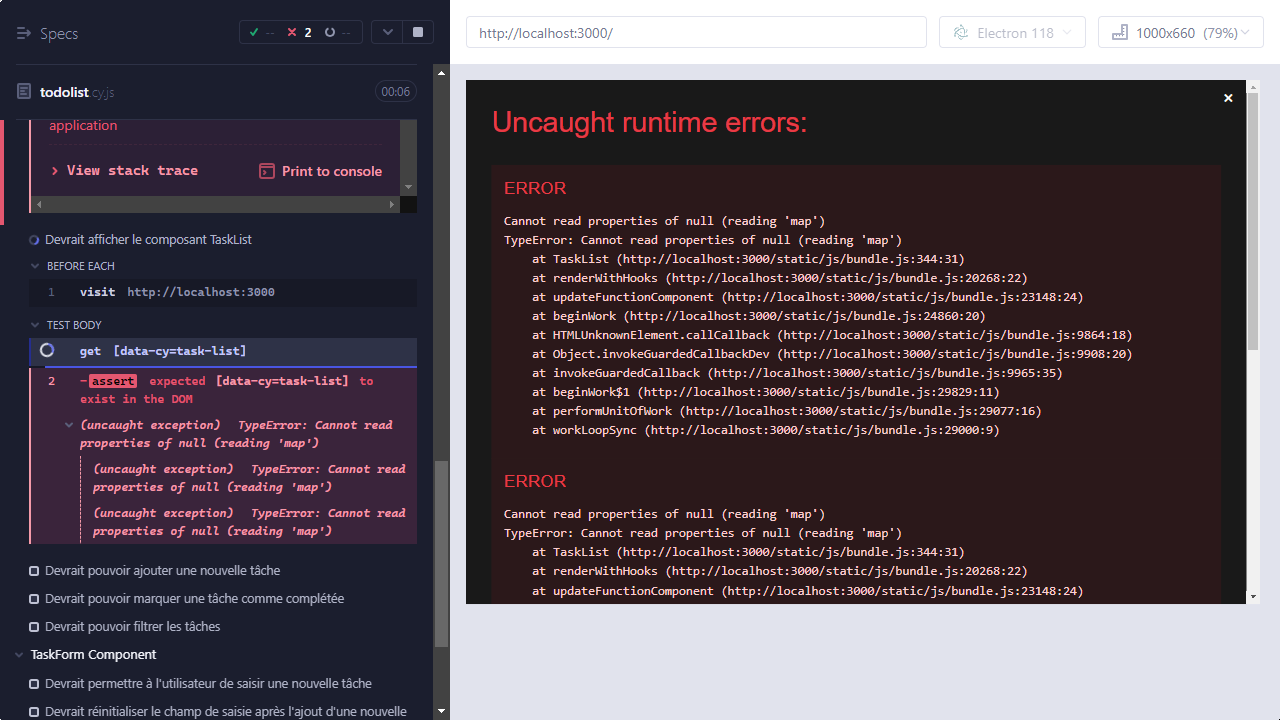 Specs
-- 2 --
todolist.cy.js
00:06
application
View stack trace
Print to console
Devrait afficher le composant TaskList
BEFORE EACH
1 visit http://localhost:3000
TEST BODY
get [data-cy=task-list]
2 -assert expected [data-cy=task-list] to
exist in the DOM
(uncaught exception) TypeError: Cannot read
properties of null (reading 'map')
(uncaught exception) TypeError: Cannot read
properties of null (reading 'map')
(uncaught exception) TypeError: Cannot read
properties of null (reading 'map')
Devrait pouvoir ajouter une nouvelle tâche
Devrait pouvoir marquer une tâche comme complétée
Devrait pouvoir filtrer les tâches
TaskForm Component
Devrait permettre à l'utilisateur de saisir une nouvelle tâche
Devrait réinitialiser le champ de saisie après l'ajout d'une nouvelle
http://localhost:3000/
Electron 118
1000x660 (79%)
Uncaught runtime errors:
ERROR
Cannot read properties of null (reading 'map')
TypeError: Cannot read properties of null (reading 'map')
at TaskList (http://localhost:3000/static/js/bundle.js:344:31)
at renderWithHooks (http://localhost:3000/static/js/bundle.js:20268:22)
at updateFunctionComponent (http://localhost:3000/static/js/bundle.js:23148:24)
at beginWork (http://localhost:3000/static/js/bundle.js:24860:20)
at HTMLUnknownElement.callCallback (http://localhost:3000/static/js/bundle.js:9864:18)
at Object.invokeGuardedCallbackDev (http://localhost:3000/static/js/bundle.js:9908:20)
at invokeGuardedCallback (http://localhost:3000/static/js/bundle.js:9965:35)
at beginWork$1 (http://localhost:3000/static/js/bundle.js:29829:11)
at performUnitOfWork (http://localhost:3000/static/js/bundle.js:29077:16)
at workLoopSync (http://localhost:3000/static/js/bundle.js:29000:9)
ERROR
Cannot read properties of null (reading 'map')
TypeError: Cannot read properties of null (reading 'map')
at TaskList (http://localhost:3000/static/js/bundle.js:344:31)
at renderWithHooks (http://localhost:3000/static/js/bundle.js:20268:22)
at updateFunctionComponent (http://localhost:3000/static/js/bundle.js:23148:24)